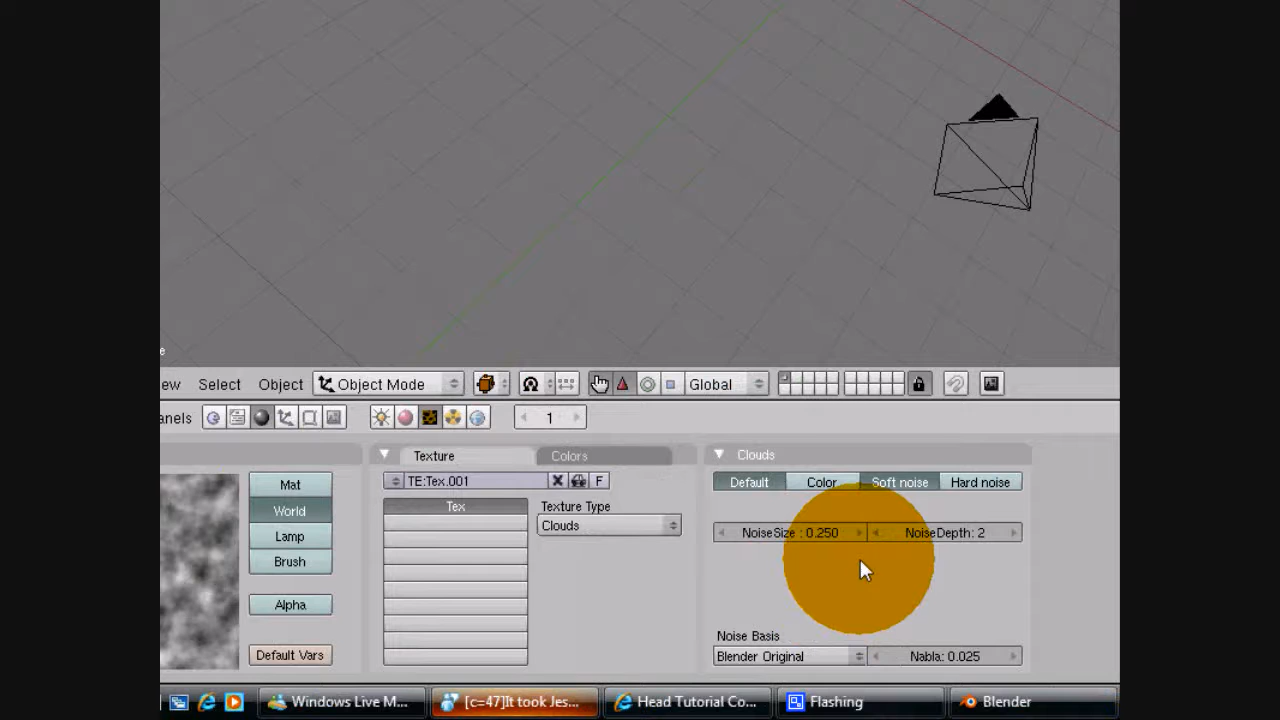 e
ew Select Object Object Mode Global
anels 1
Texture Colors Clouds
TE:Tex.001 F
Mat
World
Lamp
Brush
Alpha
Default Vars
Tex
Texture Type
Clouds
Default Color Soft noise Hard noise
NoiseSize : 0.250 NoiseDepth: 2
Noise Basis
Blender Original Nabla: 0.025
Windows Live M... [c=47]It took Jes... Head Tutorial Co... Flashing Blender